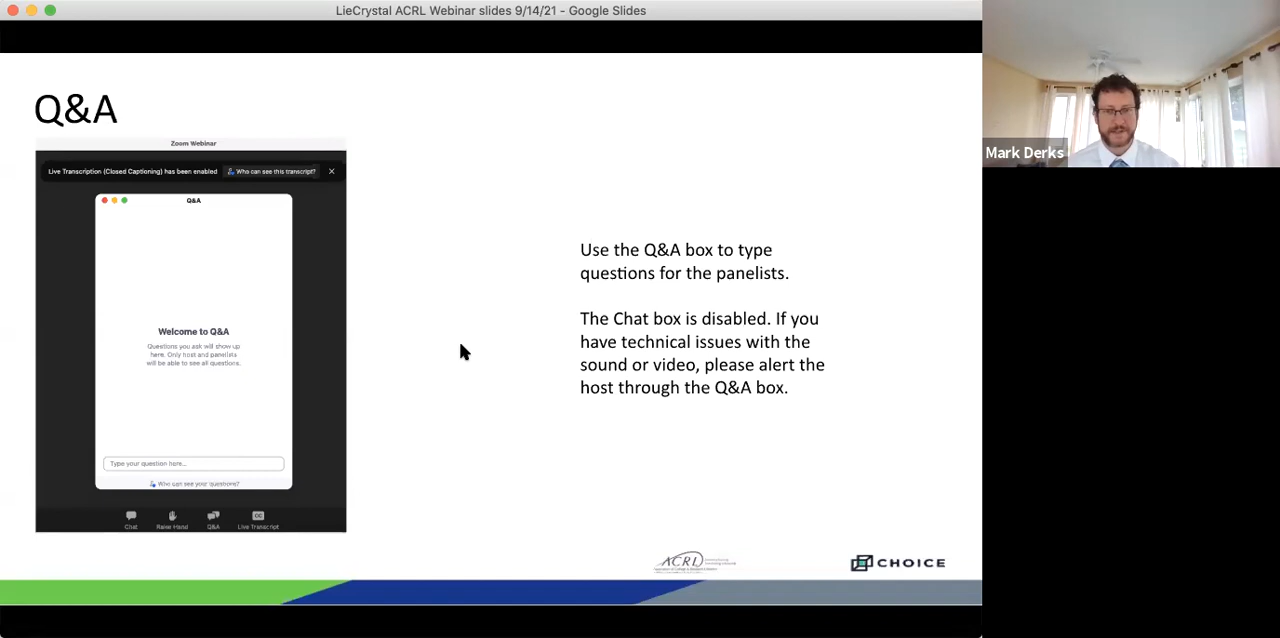 LieCrystal ACRL Webinar slides 9/14/21 - Google Slides
Q&A
Zoom Webinar
Live Transcription (Closed Captioning) has been enabled
Who can see this transcript?
Q&A
Welcome to Q&A
Questions you ask will show up
here. Only host and panelists
will be able to see all questions.
Type your question here...
Who can see your questions?
Chat
Raise Hand
Q&A
CC
Live Transcript
Use the Q&A box to type
questions for the panelists.
The Chat box is disabled. If you
have technical issues with the
sound or video, please alert the
host through the Q&A box.
ACRL
CHOICE
Mark Derks